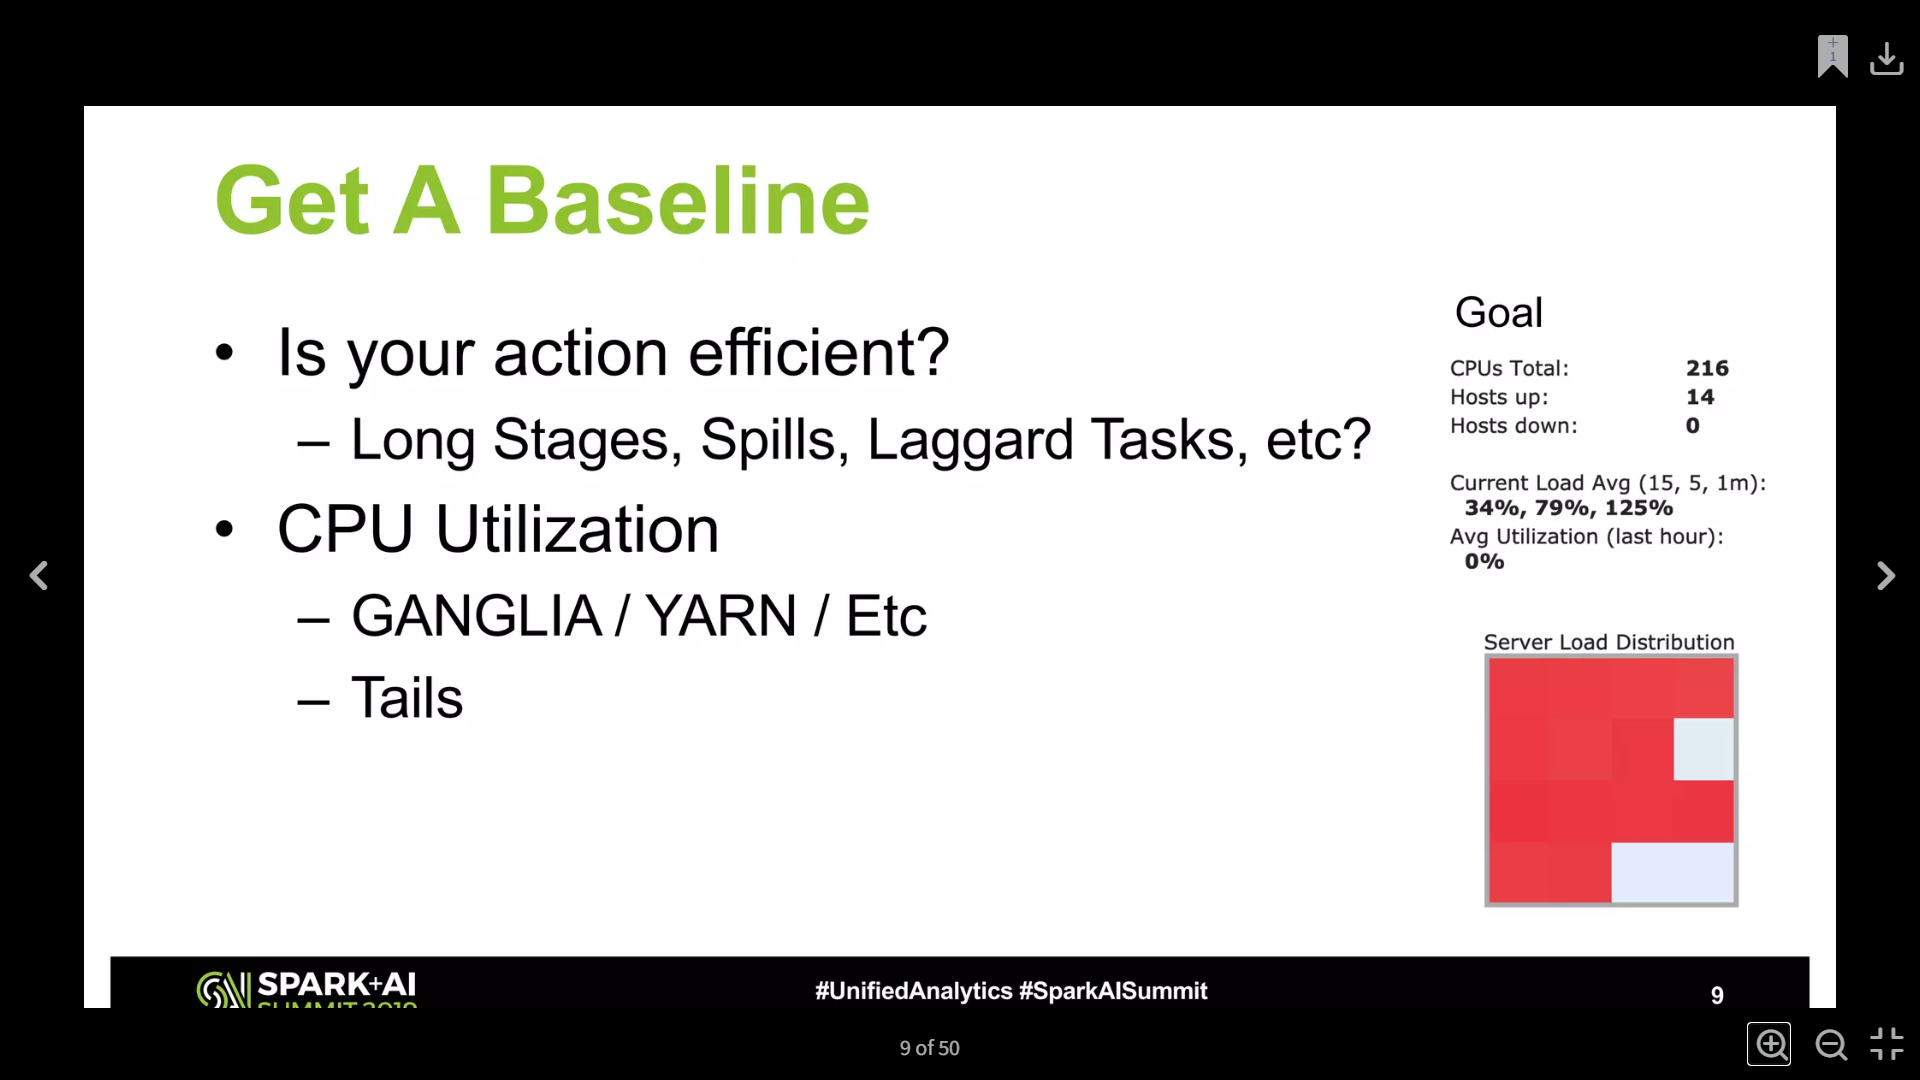 +
1
Get A Baseline
• Is your action efficient?
– Long Stages, Spills, Laggard Tasks, etc?
• CPU Utilization
– GANGLIA / YARN / Etc
– Tails
Goal
CPUs Total: 216
Hosts up: 14
Hosts down: 0
Current Load Avg (15, 5, 1m):
34%, 79%, 125%
Avg Utilization (last hour):
0%
Server Load Distribution
SPARK+AI
SUMMIT 2019
#UnifiedAnalytics #SparkAISummit
9
9 of 50